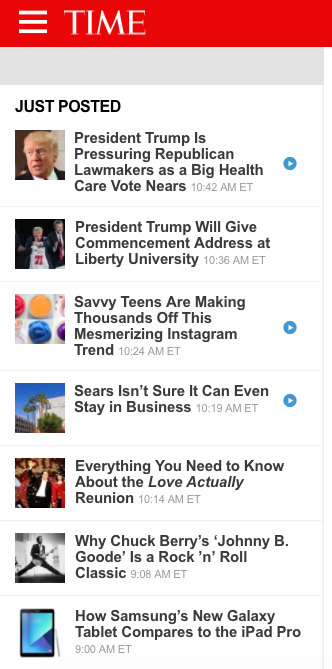 TIME
JUST POSTED
President Trump Is
Pressuring Republican
Lawmakers as a Big Health
Care Vote Nears 10:42 AM ET
President Trump Will Give
Commencement Address at
Liberty University 10:36 AM ET
Savvy Teens Are Making
Thousands Off This
Mesmerizing Instagram
Trend 10:24 AM ET
Sears Isn’t Sure It Can Even
Stay in Business 10:19 AM ET
Everything You Need to Know
About the Love Actually
Reunion 10:14 AM ET
Why Chuck Berry’s ‘Johnny B.
Goode’ Is a Rock ’n’ Roll
Classic 9:08 AM ET
How Samsung’s New Galaxy
Tablet Compares to the iPad Pro
9:00 AM ET